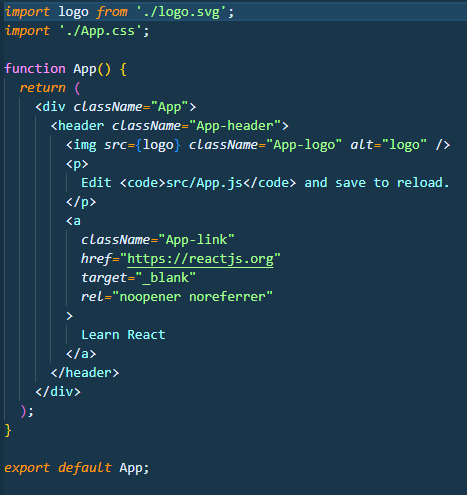 import logo from './logo.svg';
import './App.css';

function App() {
  return (
    <div className="App">
      <header className="App-header">
        <img src={logo} className="App-logo" alt="logo" />
        <p>
          Edit <code>src/App.js</code> and save to reload.
        </p>
        <a
          className="App-link"
          href="https://reactjs.org"
          target="_blank"
          rel="noopener noreferrer"
        >
          Learn React
        </a>
      </header>
    </div>
  );
}

export default App;